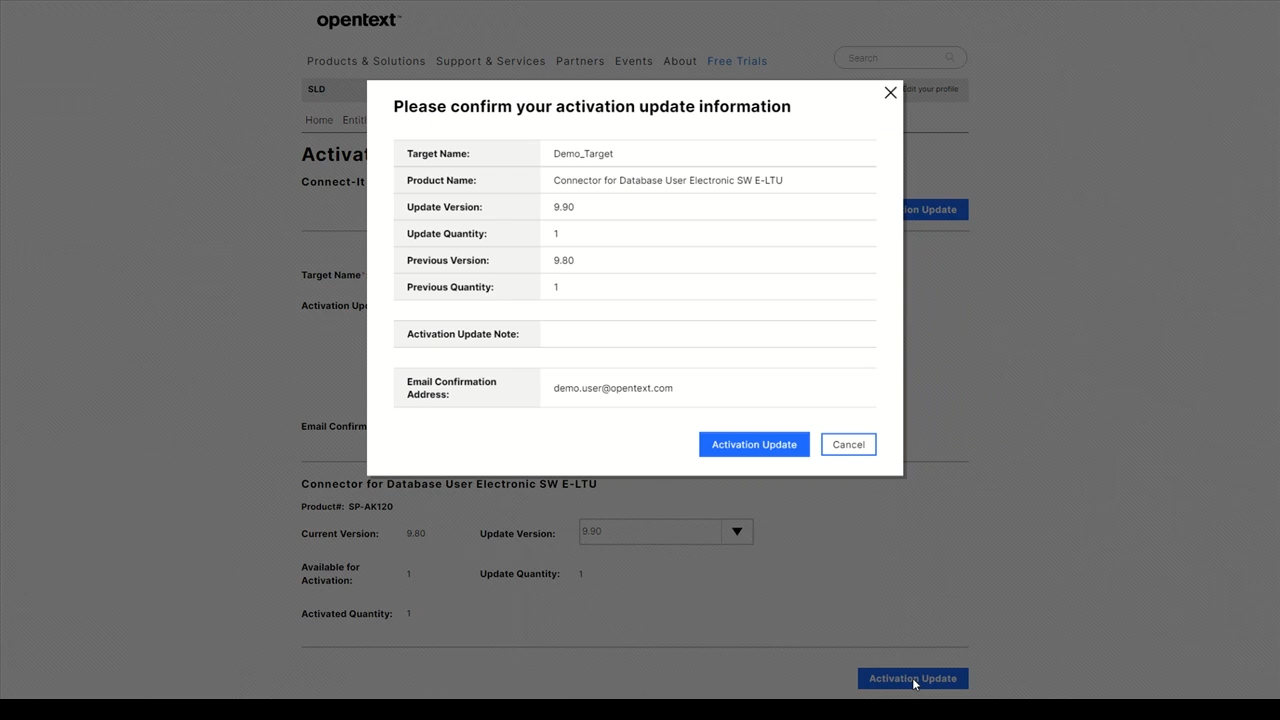 opentext™
Products & Solutions Support & Services Partners Events About Free Trials Search
SLD Edit your profile
Please confirm your activation update information
Home Entitl
Activat
Connect-It
Target Name: Demo_Target
Product Name: Connector for Database User Electronic SW E-LTU
Update Version: 9.90
Update Quantity: 1
Previous Version: 9.80
Previous Quantity: 1
Activation Update Note:
Email Confirmation
Address:
demo.user@opentext.com
Activation Update Cancel
ion Update
Target Name*
Activation Upd
Email Confirm
Connector for Database User Electronic SW E-LTU
Product#: SP-AK120
Current Version: 9.80 Update Version: 9.90
Available for
Activation:
1 Update Quantity: 1
Activated Quantity: 1
Activation Update